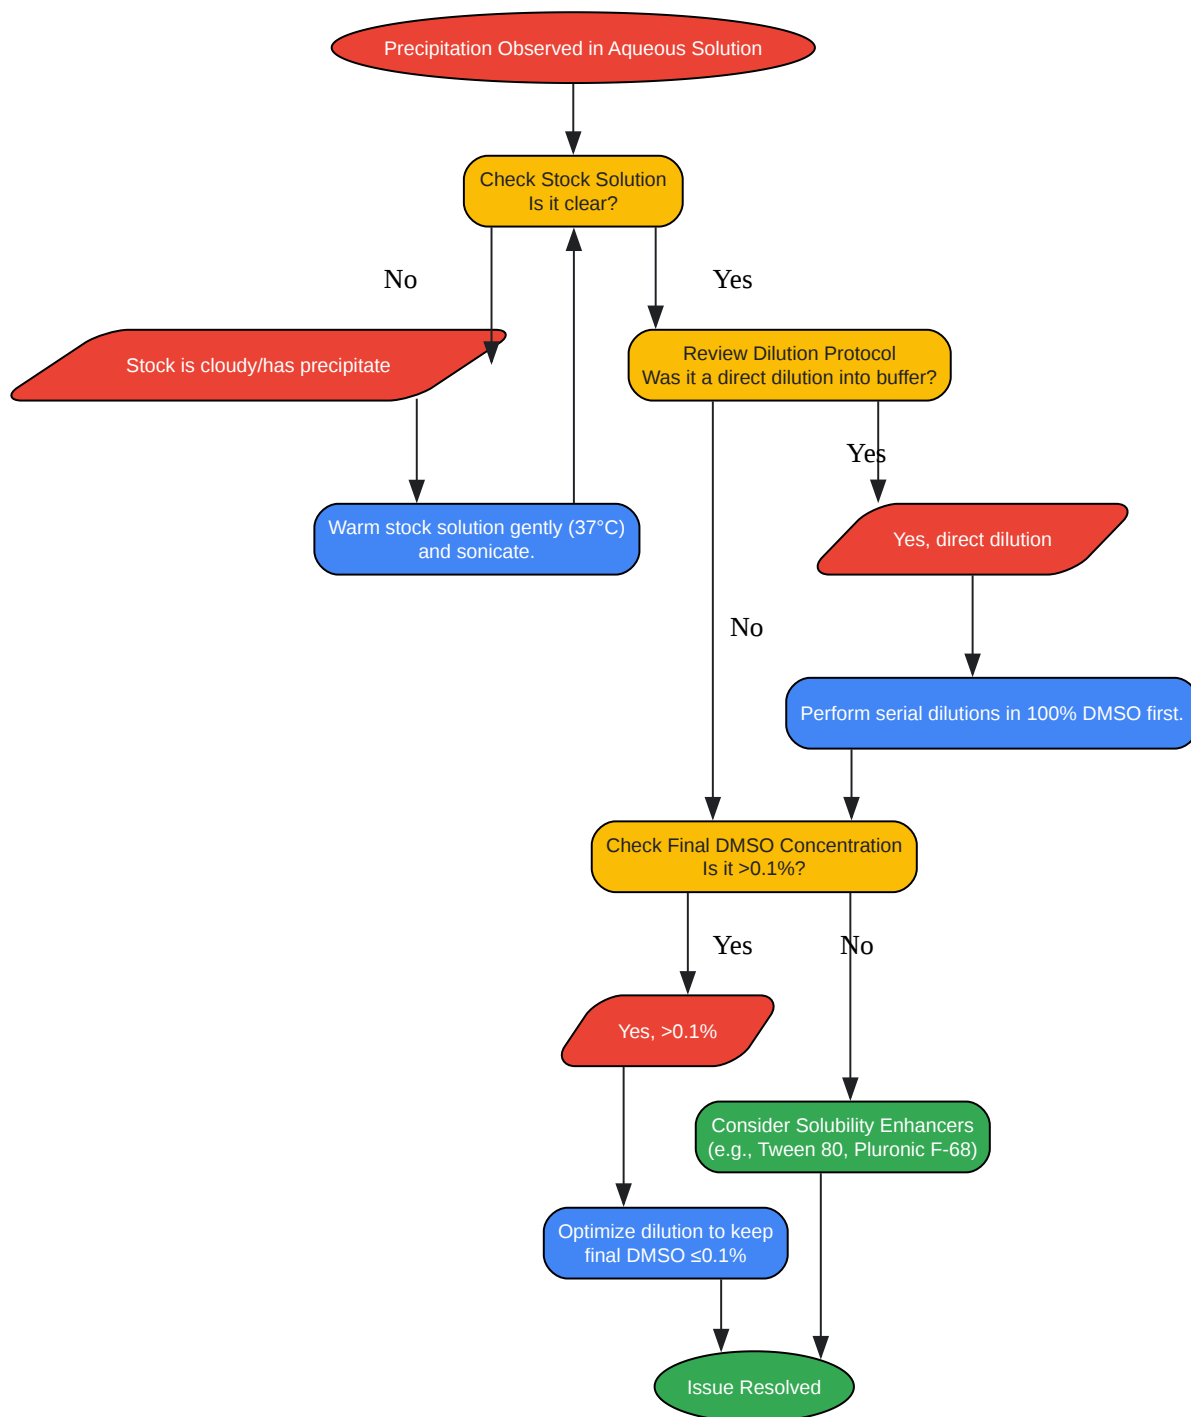 Precipitation Observed in Aqueous Solution
Check Stock Solution
Is it clear?
No
Yes
Stock is cloudy/has precipitate
Review Dilution Protocol
Was it a direct dilution into buffer?
Yes
Warm stock solution gently (37°C)
and sonicate.
Yes, direct dilution
No
Perform serial dilutions in 100% DMSO first.
Check Final DMSO Concentration
Is it >0.1%?
Yes
No
Yes, >0.1%
Consider Solubility Enhancers
(e.g., Tween 80, Pluronic F-68)
Optimize dilution to keep
final DMSO ≤0.1%
Issue Resolved